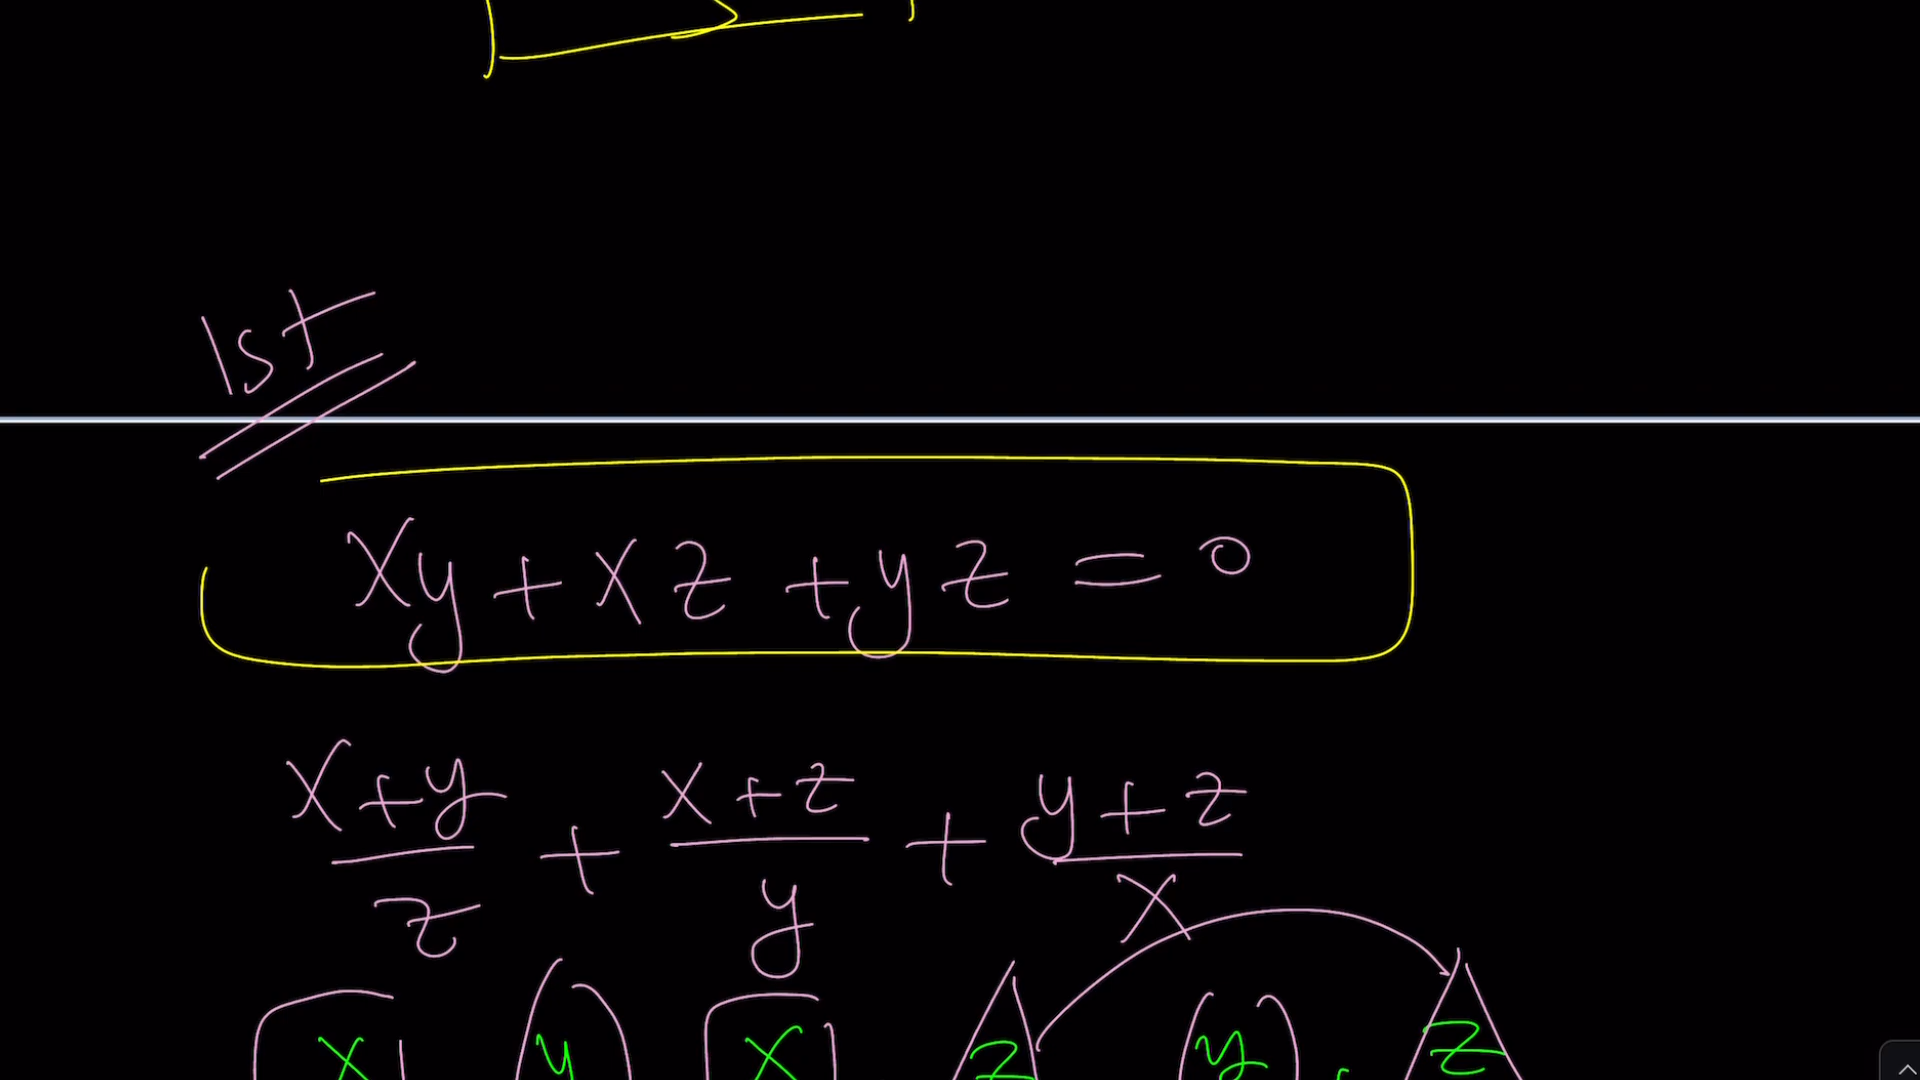 1st
xy + xz + yz = 0
x+y/z + x+z/y + y+z/x
x y x z y z